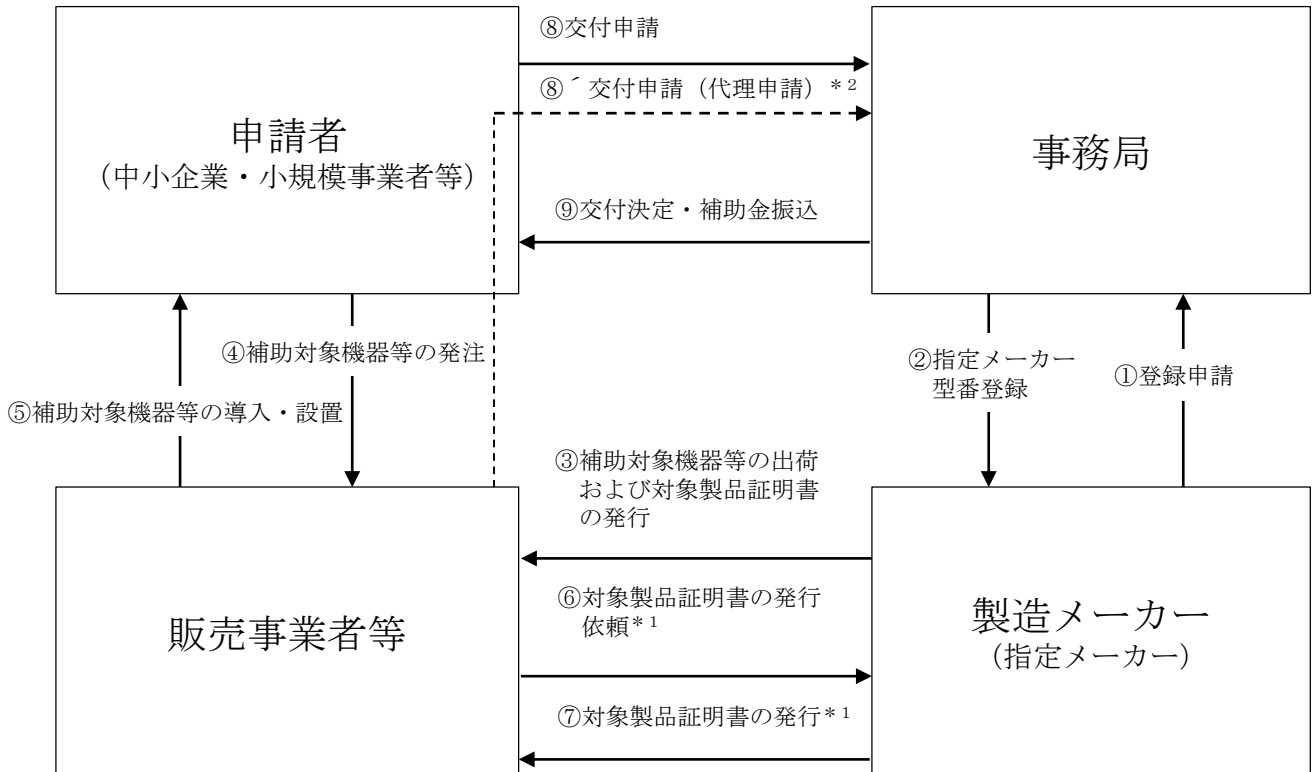 ⑧交付申請
⑧´交付申請（代理申請）＊２
申請者
（中小企業・小規模事業者等）
事務局
⑨交付決定・補助金振込
④補助対象機器等の発注
②指定メーカー
型番登録
①登録申請
⑤補助対象機器等の導入・設置
③補助対象機器等の出荷
および対象製品証明書
の発行
⑥対象製品証明書の発行
依頼＊１
販売事業者等
製造メーカー
（指定メーカー）
⑦対象製品証明書の発行＊１